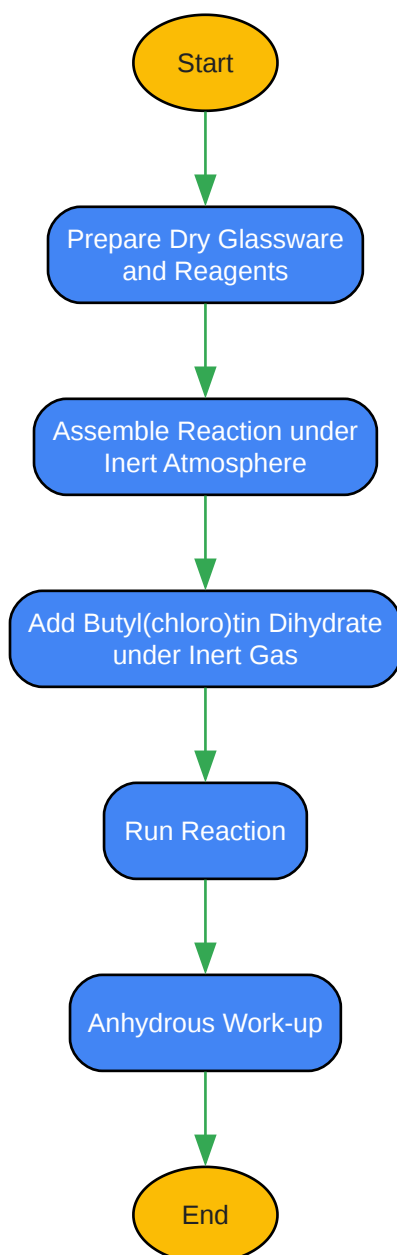 Start
Prepare Dry Glassware
and Reagents
Assemble Reaction under
Inert Atmosphere
Add Butyl(chloro)tin Dihydrate
under Inert Gas
Run Reaction
Anhydrous Work-up
End